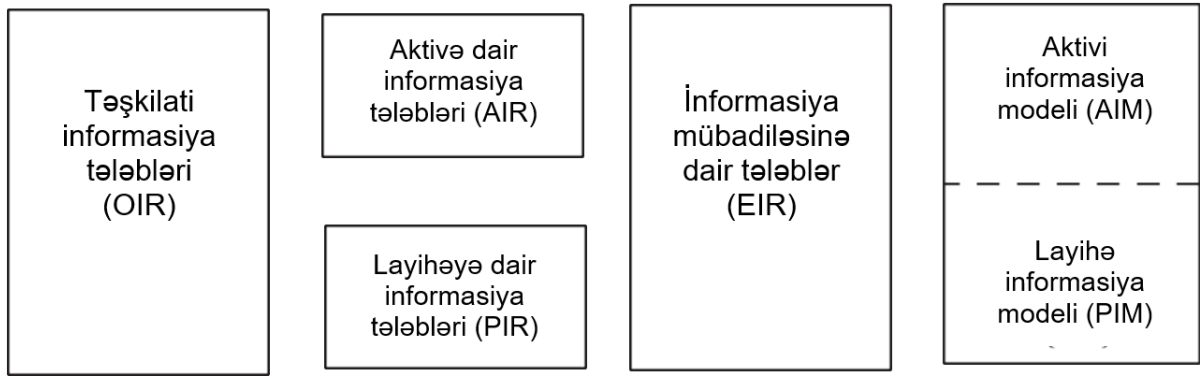 Təşkilati
informasiya
tələbləri
(OIR)
Aktivə dair
informasiya
tələbləri (AIR)
Layihəyə dair
informasiya
tələbləri (PIR)
İnformasiya
mübadiləsinə
dair tələblər
(EIR)
Aktivi
informasiya
modeli (AIM)
Layihə
informasiya
modeli (PIM)